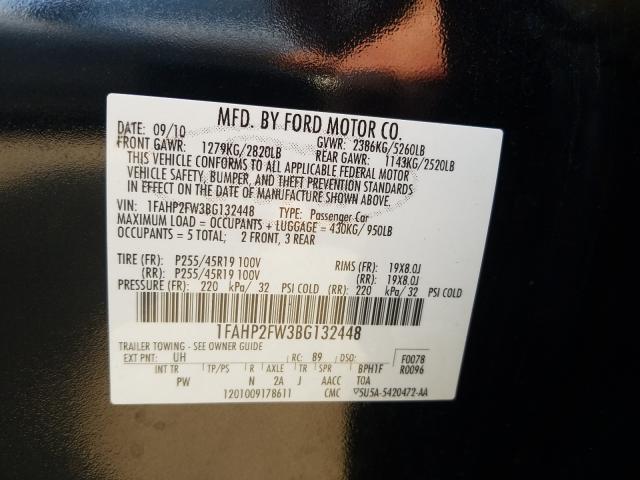 MFD. BY FORD MOTOR CO.
DATE: 09/10 GVWR: 2386KG/5260LB
FRONT GAWR: 1279KG/2820LB REAR GAWR: 1143KG/2520LB
THIS VEHICLE CONFORMS TO ALL APPLICABLE FEDERAL MOTOR
VEHICLE SAFETY, BUMPER, AND THEFT PREVENTION STANDARDS
IN EFFECT ON THE DATE OF MANUFACTURE SHOWN ABOVE.
VIN: 1FAHP2FW3BG132448 TYPE: Passenger Car
MAXIMUM LOAD = OCCUPANTS + LUGGAGE = 430KG/ 950LB
OCCUPANTS = 5 TOTAL; 2 FRONT, 3 REAR
TIRE (FR): P255/45R19 100V RIMS (FR): 19X8.0J
(RR): P255/45R19 100V (RR): 19X8.0J
PRESSURE (FR): 220 kPa/ 32 PSI COLD (RR): 220 kPa/ 32 PSI COLD
1FAHP2FW3BG132448
TRAILER TOWING - SEE OWNER GUIDE
EXT PNT: UH RC: 89 DSO: F0078
INT TR TP/PS R AXLE TR SPR BPH1F R0096
PW N 2A J AACC TOA
1201009178611 CMC 5U5A-5420472-AA